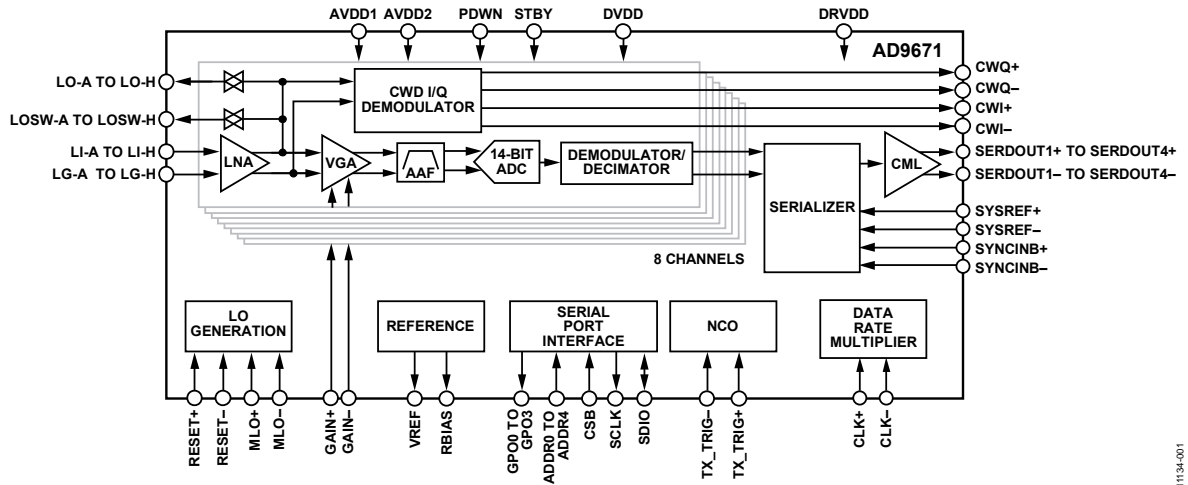 AVDD1
AVDD2
PDWN
STBY
DVDD
DRVDD
AD9671
LO-A TO LO-H
LOSW-A TO LOSW-H
LI-A TO LI-H
LG-A TO LG-H
LNA
CWD I/Q
DEMODULATOR
VGA
AAF
14-BIT
ADC
DEMODULATOR/
DECIMATOR
SERIALIZER
CML
CWQ+
CWQ–
CWI+
CWI–
SERDOUT1+ TO SERDOUT4+
SERDOUT1– TO SERDOUT4–
SYSREF+
SYSREF–
SYNCINB+
SYNCINB–
8 CHANNELS
LO
GENERATION
REFERENCE
SERIAL
PORT
INTERFACE
NCO
DATA
RATE
MULTIPLIER
RESET+
RESET–
MLO+
MLO–
GAIN+
GAIN–
VREF
RBIAS
GPO0 TO
GPO3
ADDR0 TO
ADDR4
CSB
SCLK
SDIO
TX_TRIG–
TX_TRIG+
CLK+
CLK–
11134-001